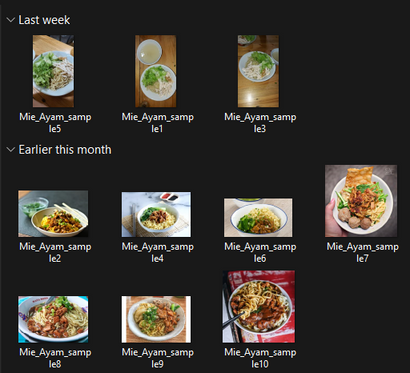 Last week
Mie_Ayam_samp
le5
Mie_Ayam_samp
le1
Mie_Ayam_samp
le3
Earlier this month
Mie_Ayam_samp
le2
Mie_Ayam_samp
le4
Mie_Ayam_samp
le6
Mie_Ayam_samp
le7
Mie_Ayam_samp
le8
Mie_Ayam_samp
le9
Mie_Ayam_samp
le10